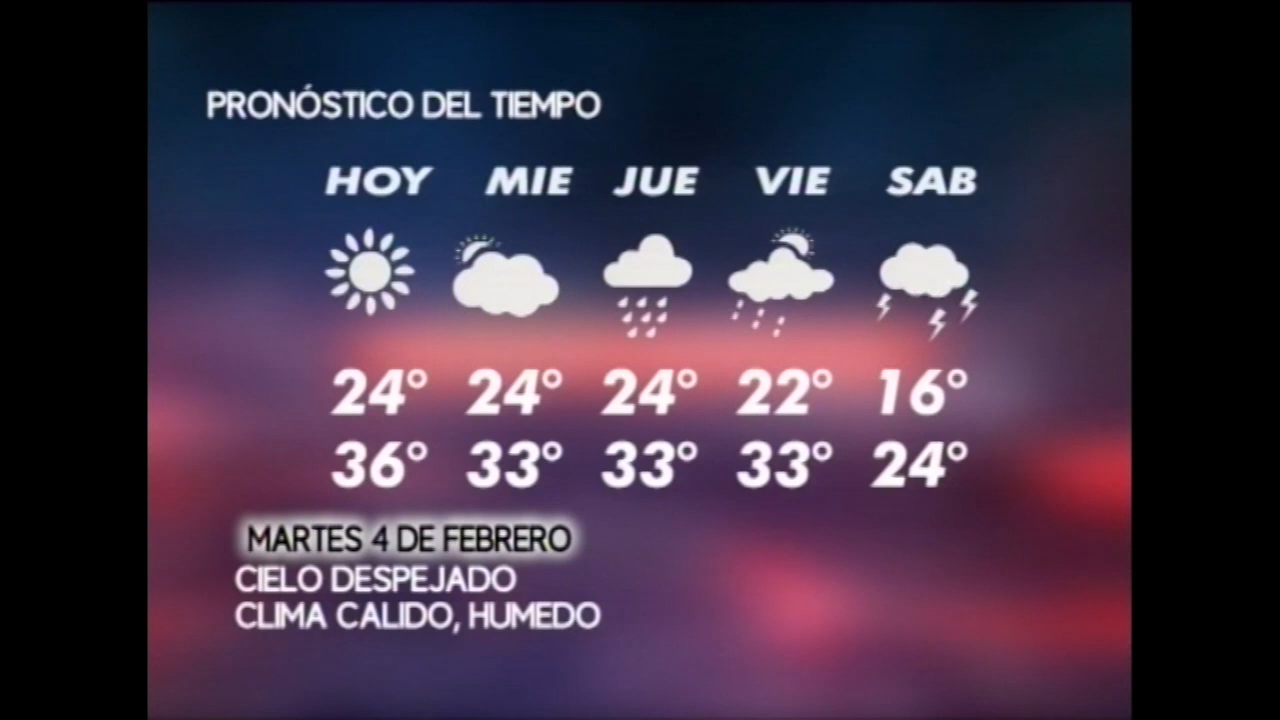 PRONÓSTICO DEL TIEMPO
HOY MIE JUE VIE SAB
24° 24° 24° 22° 16°
36° 33° 33° 33° 24°
MARTES 4 DE FEBRERO
CIELO DESPEJADO
CLIMA CALIDO, HUMEDO